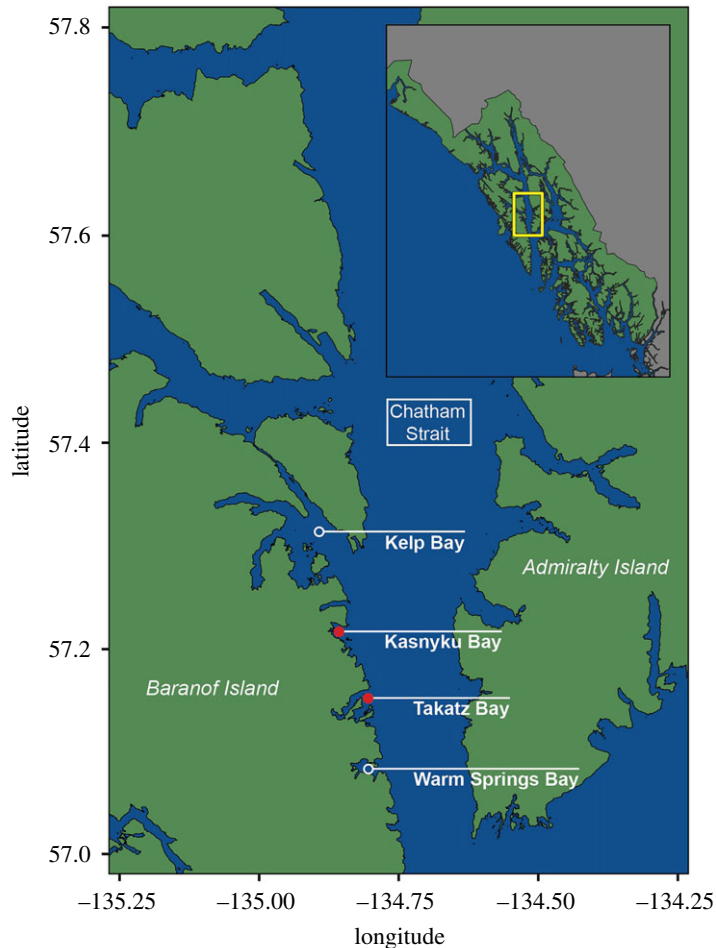 57.8
57.6
57.4
57.2
57.0
latitude
Chatham
Strait
Kelp Bay
Admiralty Island
Kasnyku Bay
Baranof Island
Takatz Bay
Warm Springs Bay
−135.25
−135.00
−134.75
−134.50
−134.25
longitude